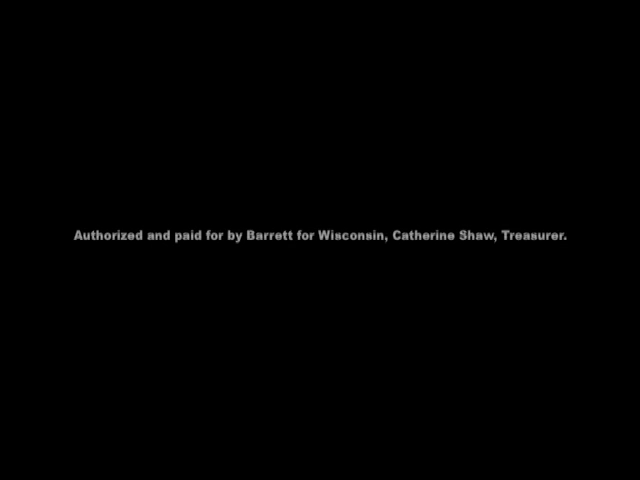 Authorized and paid for by Barrett for Wisconsin, Catherine Shaw, Treasurer.